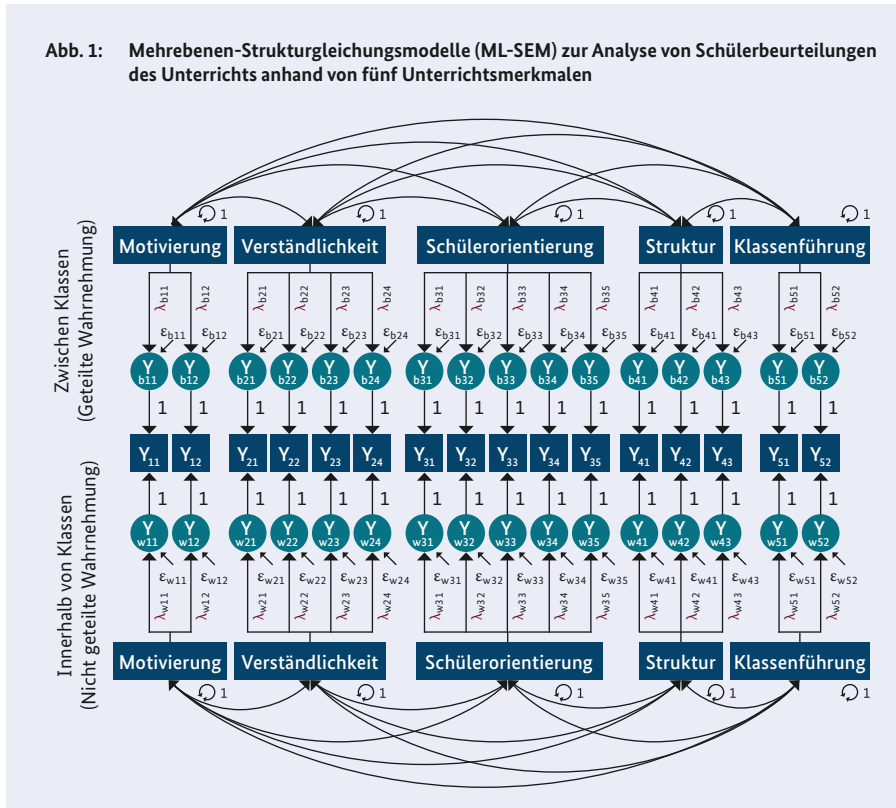 Abb. 1: Mehrebenen-Strukturgleichungsmodelle (ML-SEM) zur Analyse von Schülerbeurteilungen
des Unterrichts anhand von fünf Unterrichtsmerkmalen
Zwischen Klassen
(Geteilte Wahrnehmung)
1 1 1 1 1
Motivierung Verständlichkeit Schülerorientierung Struktur Klassenführung
λb11 λb12 λb21 λb22 λb23 λb24 λb31 λb32 λb33 λb34 λb35 λb41 λb42 λb43 λb51 λb52
εb11 εb12 εb21 εb22 εb23 εb24 εb31 εb32 εb33 εb34 εb35 εb41 εb41 εb43 εb51 εb52
Y Y Y Y Y Y Y Y Y Y Y Y Y Y Y Y
b11 b12 b21 b22 b23 b24 b31 b32 b33 b34 b35 b41 b42 b43 b51 b52
1 1 1 1 1 1 1 1 1 1 1 1 1 1 1 1
Y11 Y12 Y21 Y22 Y23 Y24 Y31 Y32 Y33 Y34 Y35 Y41 Y42 Y43 Y51 Y52
Innerhalb von Klassen
(Nicht geteilte Wahrnehmung)
1 1 1 1 1 1 1 1 1 1 1 1 1 1 1 1
Y Y Y Y Y Y Y Y Y Y Y Y Y Y Y Y
w11 w12 w21 w22 w23 w24 w31 w32 w33 w34 w35 w41 w42 w43 w51 w52
εw11 εw12 εw21 εw22 εw23 εw24 εw31 εw32 εw33 εw34 εw35 εw41 εw41 εw43 εw51 εw52
λw11 λw12 λw21 λw22 λw23 λw24 λw31 λw32 λw33 λw34 λw35 λw41 λw42 λw43 λw51 λw52
Motivierung Verständlichkeit Schülerorientierung Struktur Klassenführung
1 1 1 1 1